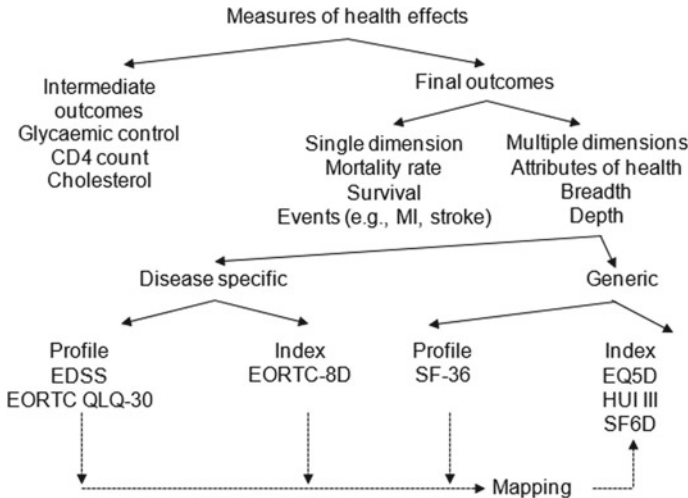 Measures of health effects
Intermediate
outcomes
Glycaemic control
CD4 count
Cholesterol
Final outcomes
Single dimension
Mortality rate
Survival
Events (e.g., MI, stroke)
Multiple dimensions
Attributes of health
Breadth
Depth
Disease specific
Generic
Profile
EDSS
EORTC QLQ-30
Index
EORTC-8D
Profile
SF-36
Index
EQ5D
HUI III
SF6D
Mapping